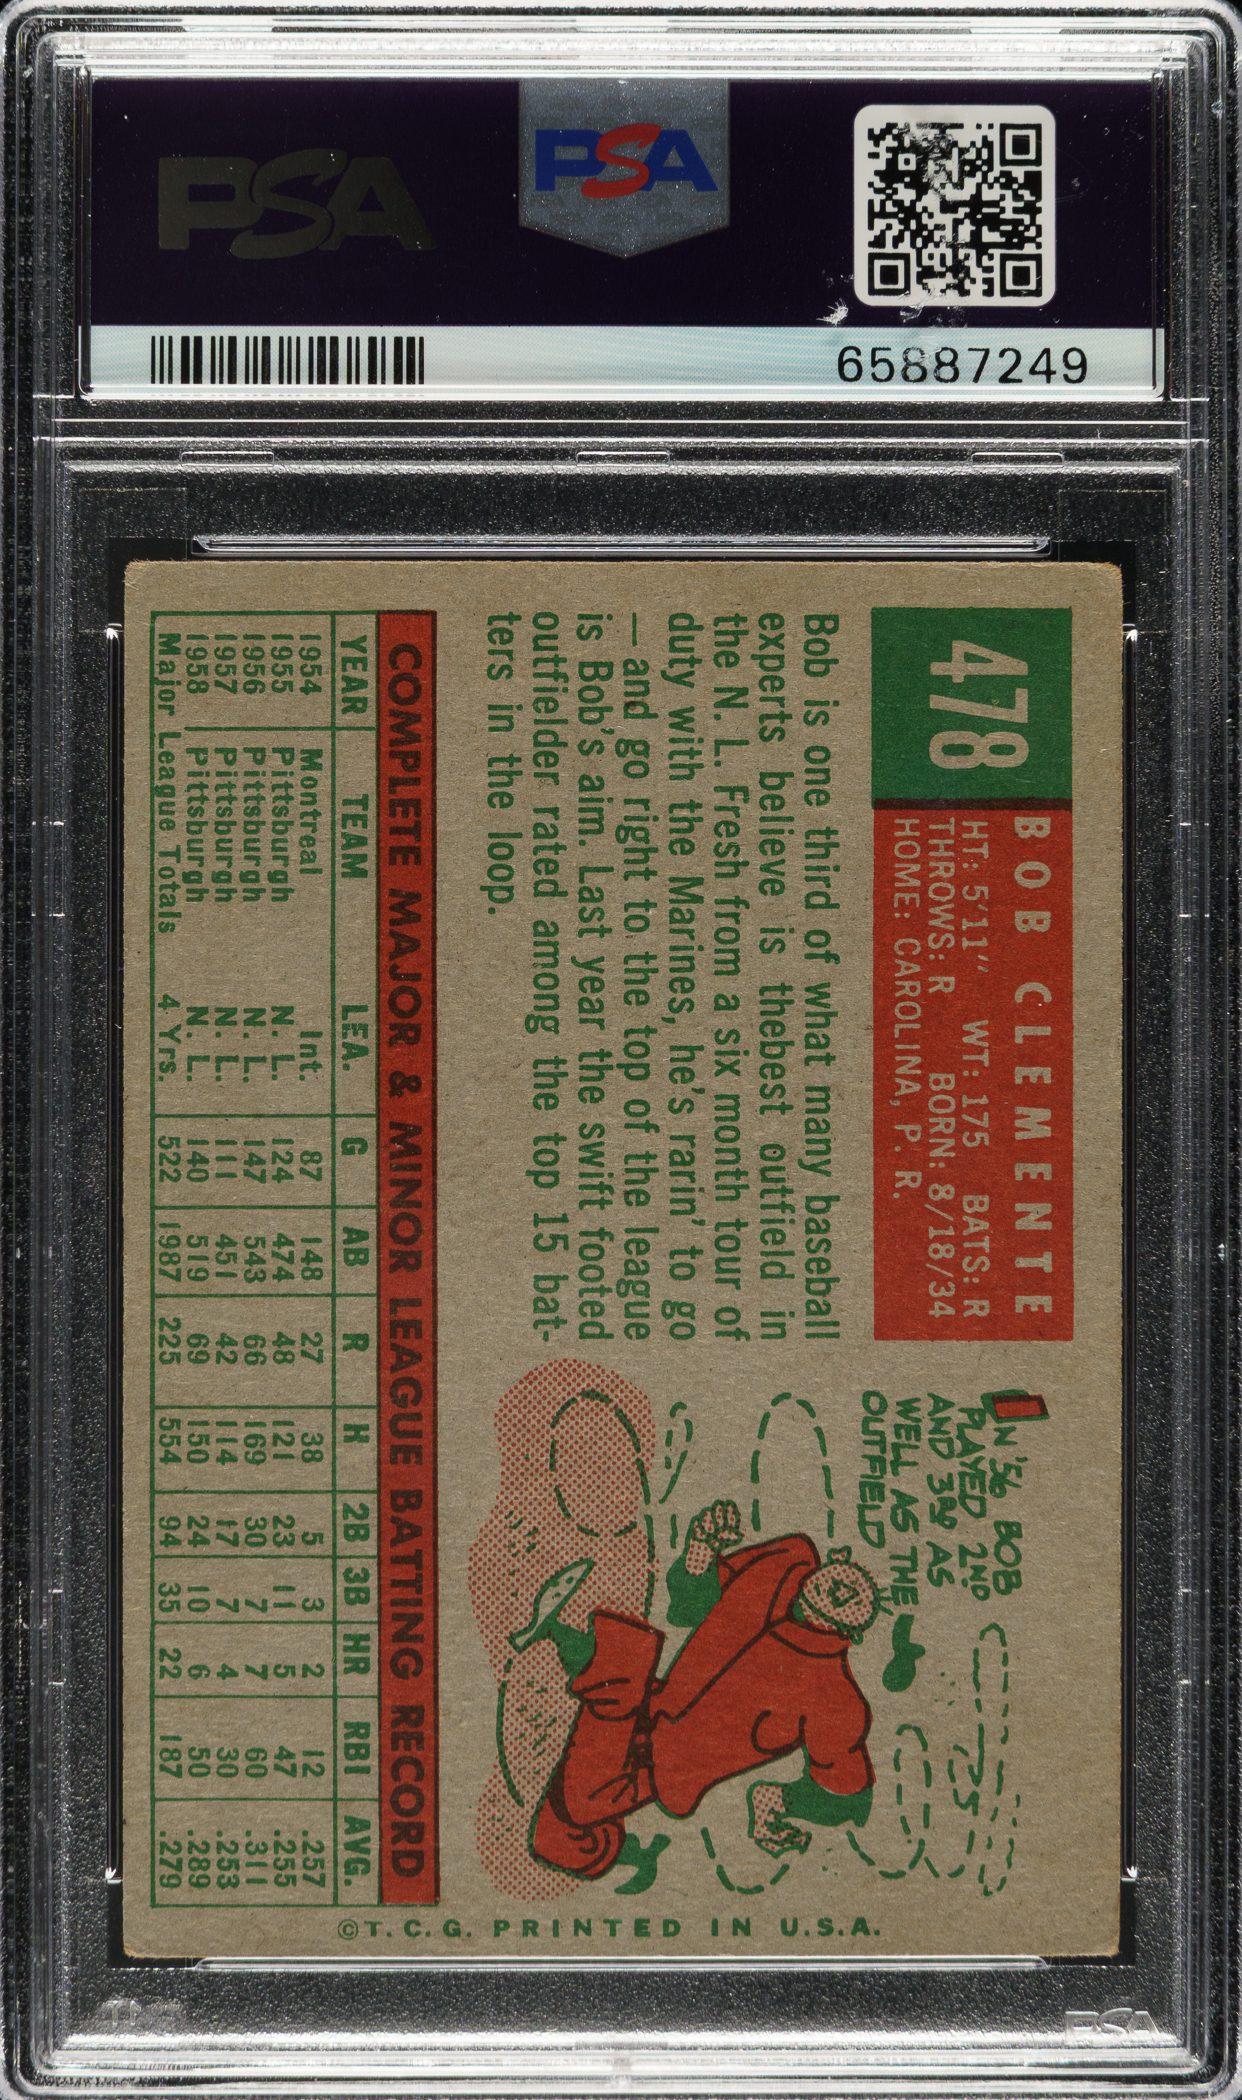 PSA
PSA
65887249
478
BOB CLEMENTE
HT: 5'11" WT: 175 BATS: R
THROWS: R BORN: 8/18/34
HOME: CAROLINA, P. R.
Bob is one third of what many baseball
experts believe is thebest outfield in
the N. L. Fresh from a six month tour of
duty with the Marines, he's rarin' to go
—and go right to the top of the league
is Bob's aim. Last year the swift footed
outfielder rated among the top 15 bat-
ters in the loop.
IN '56 BOB
PLAYED 2ND
AND 3RD AS
WELL AS THE
OUTFIELD
COMPLETE MAJOR & MINOR LEAGUE BATTING RECORD
YEAR TEAM LEA. G AB R H 2B 3B HR RBI AVG.
1954 Montreal Int. 87 148 27 38 5 3 2 12 .257
1955 Pittsburgh N. L. 124 474 48 121 23 11 5 47 .255
1956 Pittsburgh N. L. 147 543 66 169 30 7 7 60 .311
1957 Pittsburgh N. L. 111 451 42 114 17 7 4 30 .253
1958 Pittsburgh N. L. 140 519 69 150 24 10 6 50 .289
Major League Totals 4 Yrs. 522 1987 225 554 94 35 22 187 .279
©T. C. G. PRINTED IN U.S.A.
PSA